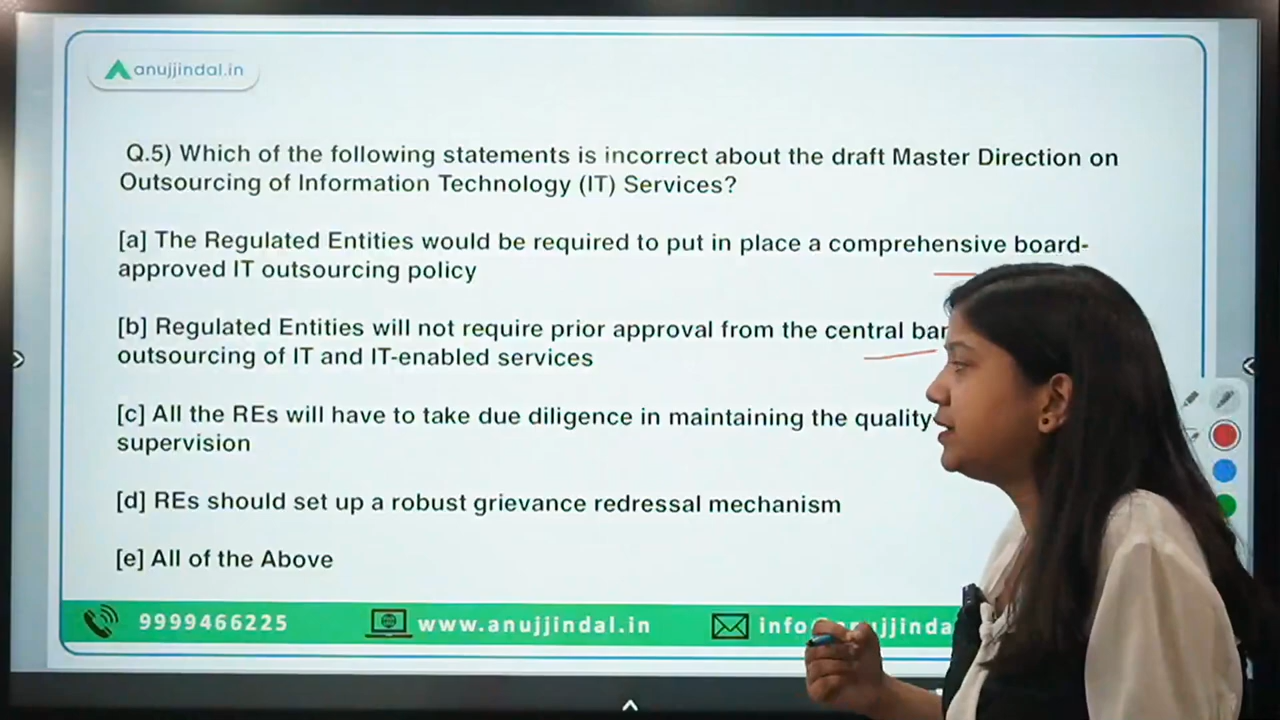 anujjindal.in
Q.5) Which of the following statements is incorrect about the draft Master Direction on
Outsourcing of Information Technology (IT) Services?
[a] The Regulated Entities would be required to put in place a comprehensive board-
approved IT outsourcing policy
[b] Regulated Entities will not require prior approval from the central
outsourcing of IT and IT-enabled services
[c] All the REs will have to take due diligence in maintaining the quality
supervision
[d] REs should set up a robust grievance redressal mechanism
[e] All of the Above
9999466225 www.anujjindal.in